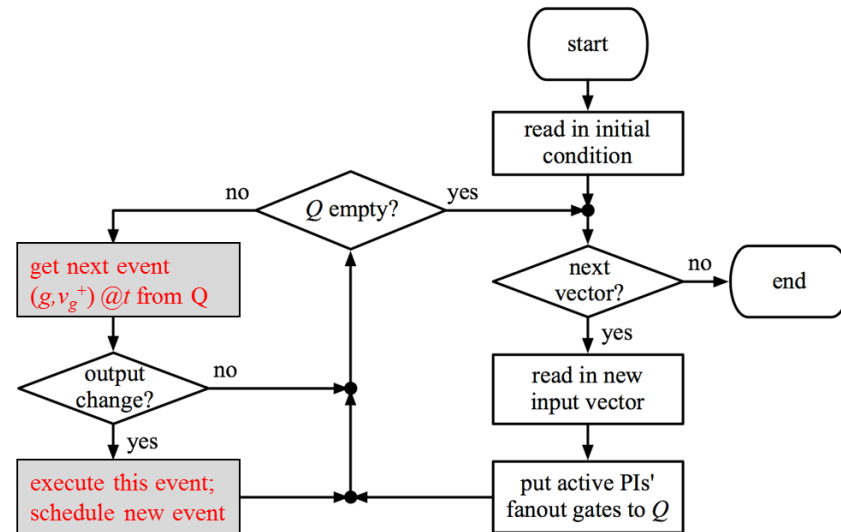 start
read in initial
condition
no
Q empty?
yes
get next event
(g,v_g^+) @t from Q
next
vector?
no
end
output
change?
no
yes
read in new
input vector
yes
execute this event;
schedule new event
put active PIs'
fanout gates to Q